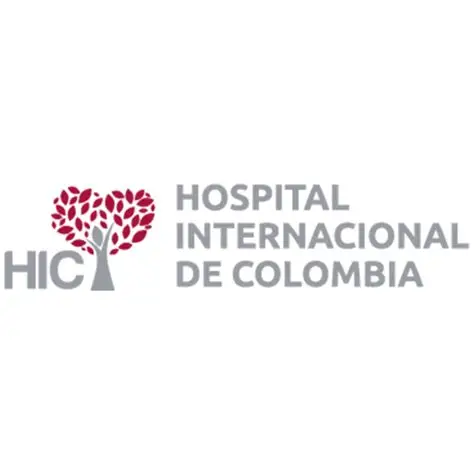 HIC
HOSPITAL
INTERNACIONAL
DE COLOMBIA